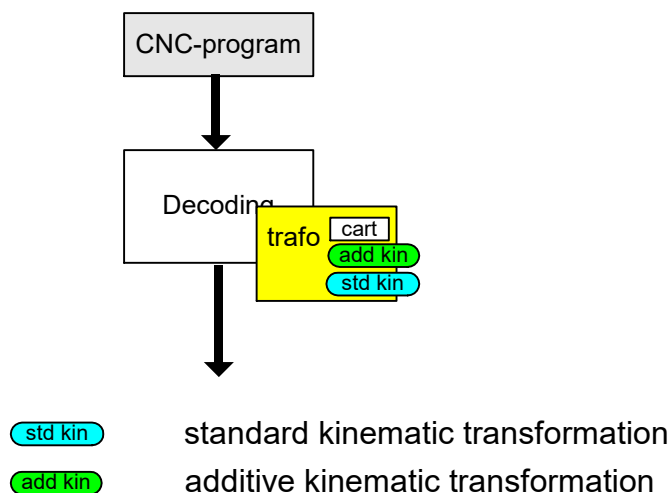 CNC-program
Decoding
trafo
cart
add kin
std kin
std kin standard kinematic transformation
add kin additive kinematic transformation